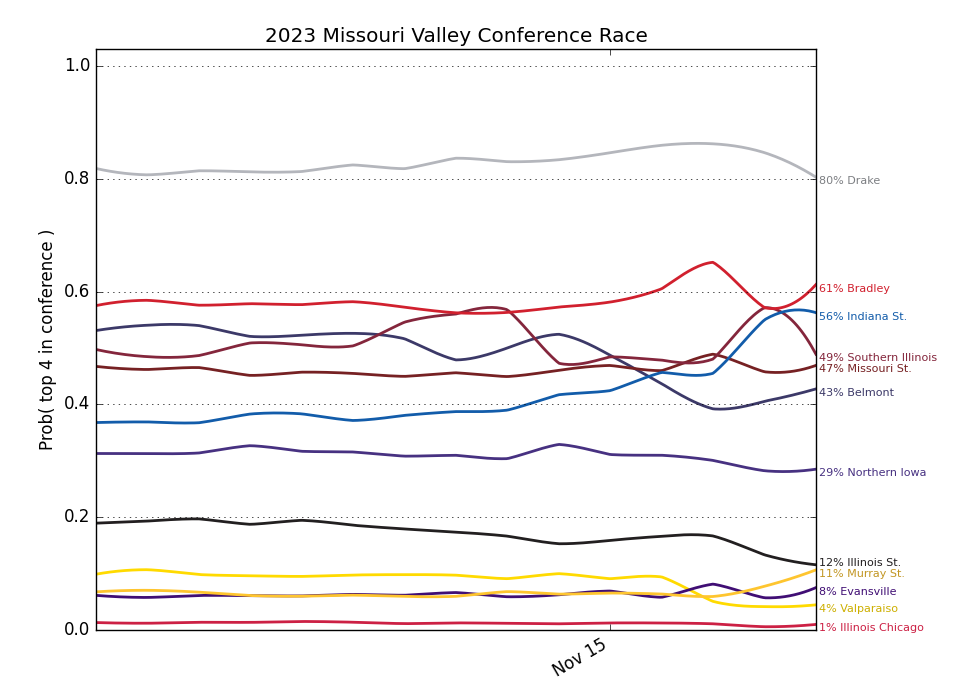 2023 Missouri Valley Conference Race
Prob( top 4 in conference )
1.0
0.8
0.6
0.4
0.2
0.0
Nov 15
80% Drake
61% Bradley
56% Indiana St.
49% Southern Illinois
47% Missouri St.
43% Belmont
29% Northern Iowa
12% Illinois St.
11% Murray St.
8% Evansville
4% Valparaiso
1% Illinois Chicago